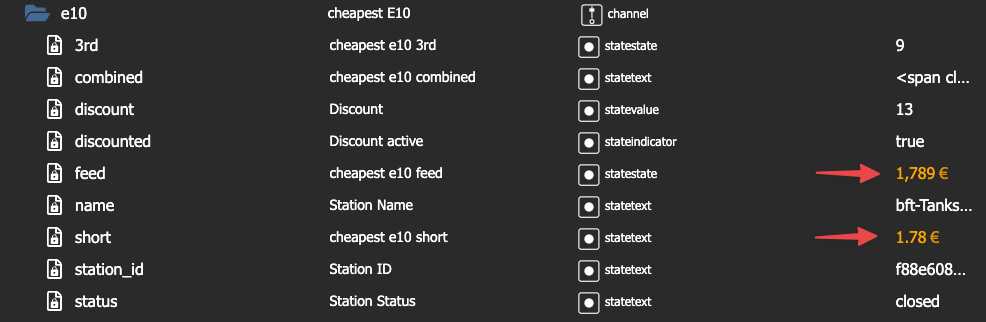 e10 cheapest E10 channel
3rd cheapest e10 3rd statestate 9
combined cheapest e10 combined statetext <span cl...
discount Discount statevalue 13
discounted Discount active stateindicator true
feed cheapest e10 feed statestate 1,789 €
name Station Name statetext bft-Tanks...
short cheapest e10 short statetext 1.78 €
station_id Station ID statetext f88e608...
status Station Status statetext closed